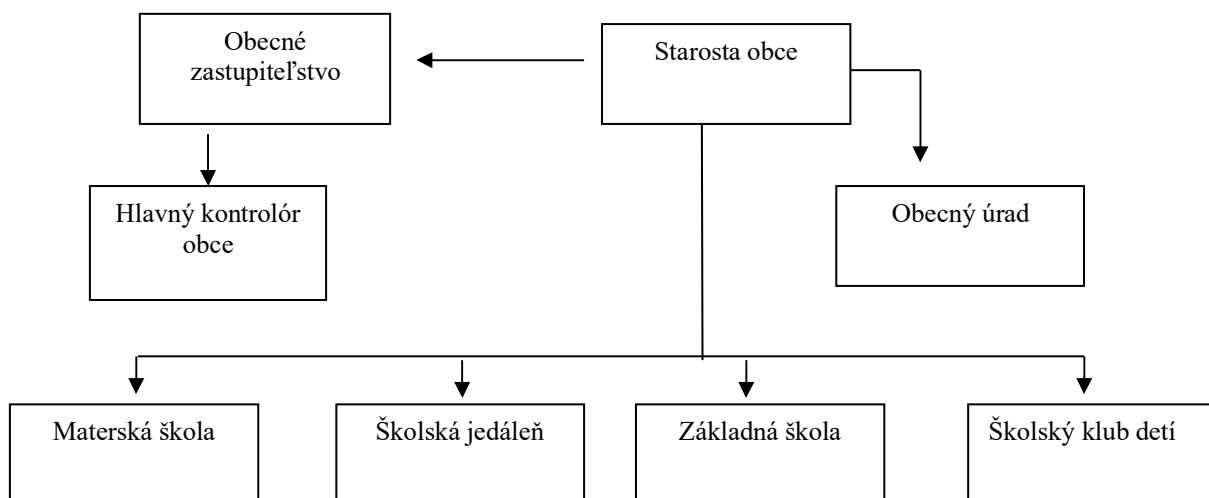 Obecné
zastupiteľstvo
Starosta obce
Hlavný kontrolór
obce
Obecný úrad
Materská škola
Školská jedáleň
Základná škola
Školský klub detí